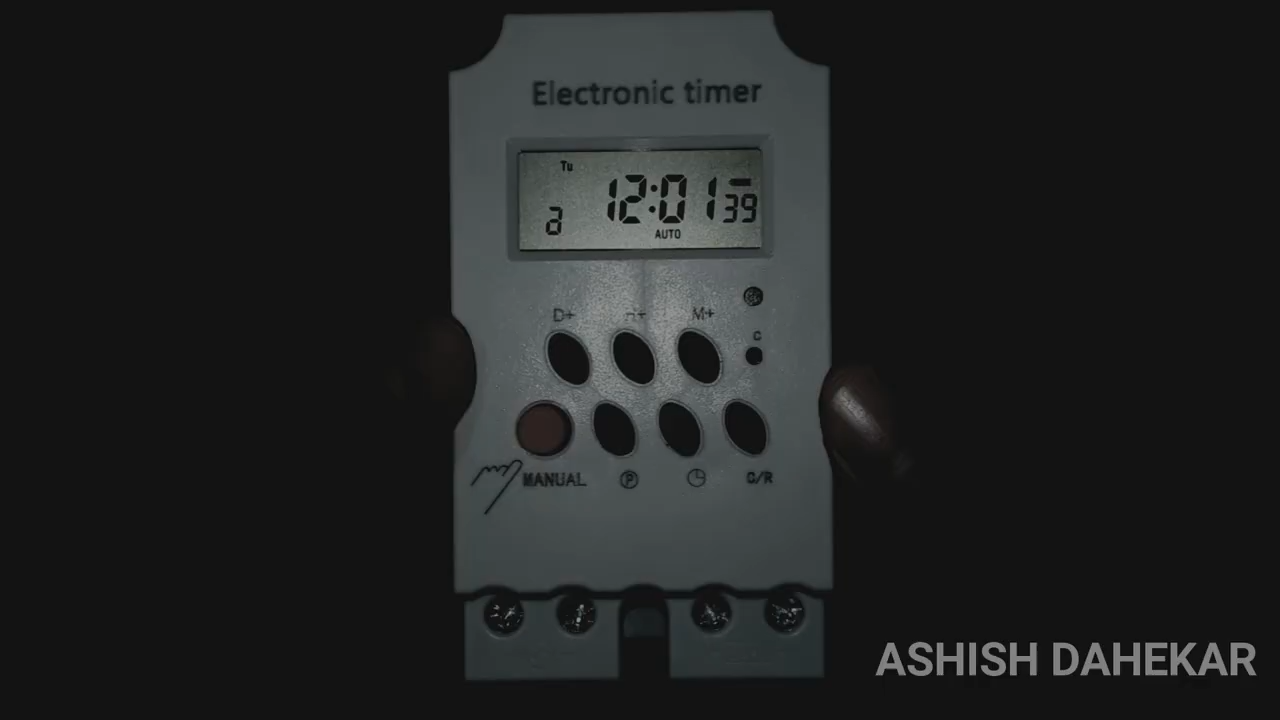 Electronic timer
Tu
a 12:01 39
AUTO
D+ H+ M+
C
MANUAL P C/R
ASHISH DAHEKAR